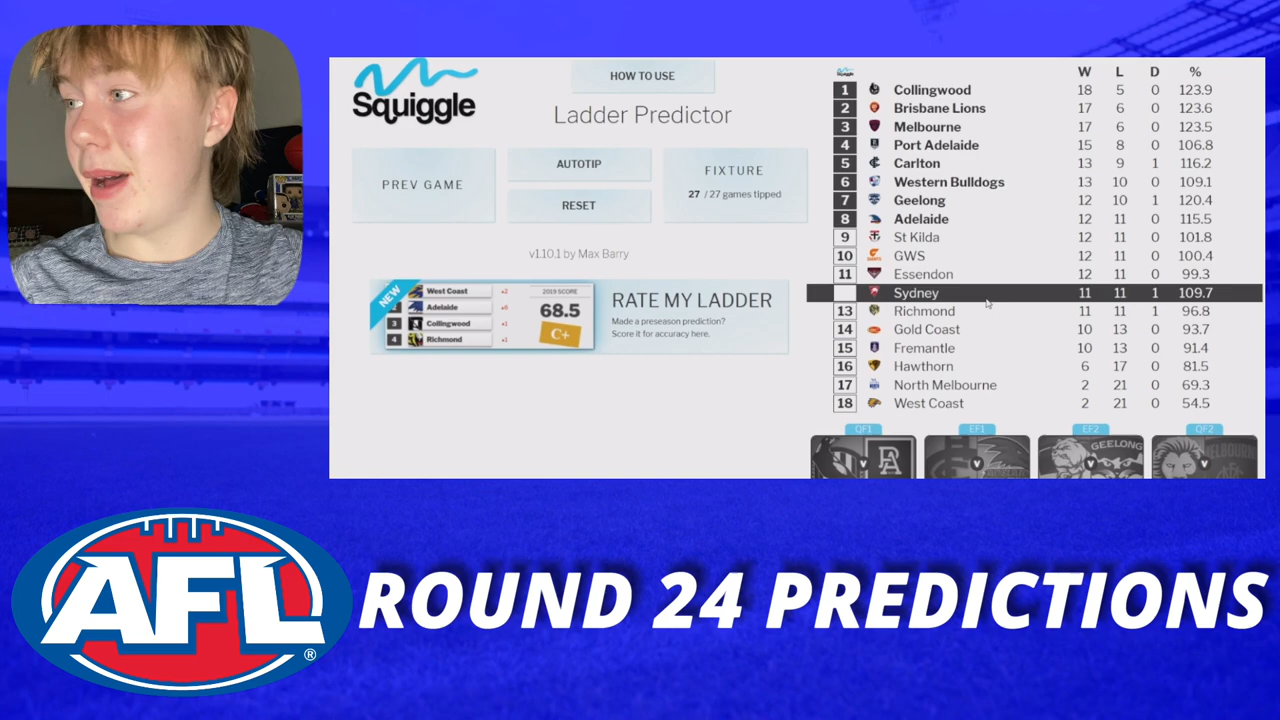 Squiggle
HOW TO USE
Ladder Predictor
PREV GAME
AUTOTIP
RESET
FIXTURE
27 / 27 games tipped
v1.10.1 by Max Barry
NEW
West Coast
Adelaide
3 Collingwood
4 Richmond
2019 SCORE
68.5
C+
RATE MY LADDER
Made a preseason prediction?
Score it for accuracy here.
W L D %
1 Collingwood 18 5 0 123.9
2 Brisbane Lions 17 6 0 123.6
3 Melbourne 17 6 0 123.5
4 Port Adelaide 15 8 0 106.8
5 Carlton 13 9 1 116.2
6 Western Bulldogs 13 10 0 109.1
7 Geelong 12 10 1 120.4
8 Adelaide 12 11 0 115.5
9 St Kilda 12 11 0 101.8
10 GWS 12 11 0 100.4
11 Essendon 12 11 0 99.3
Sydney 11 11 1 109.7
13 Richmond 11 11 1 96.8
14 Gold Coast 10 13 0 93.7
15 Fremantle 10 13 0 91.4
16 Hawthorn 6 17 0 81.5
17 North Melbourne 2 21 0 69.3
18 West Coast 2 21 0 54.5
QF1 EF1 EF2 QF2
V V GEELONG V MELBOURNE V
AFL
®
ROUND 24 PREDICTIONS